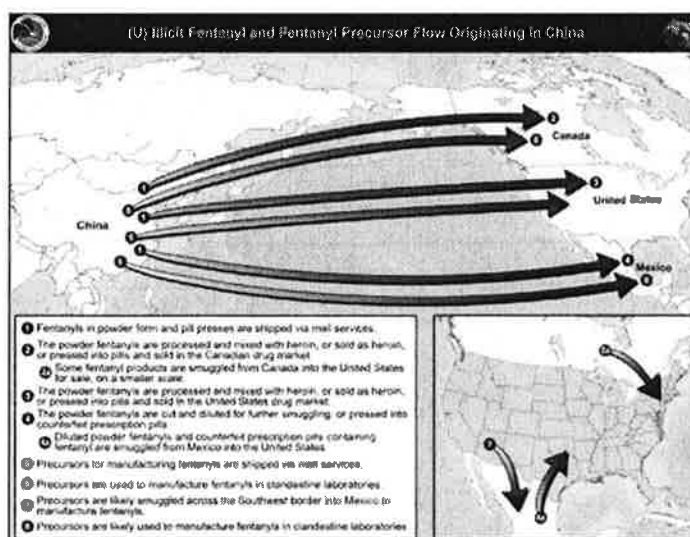 (U) Illicit Fentanyl and Fentanyl Precursor Flow Originating in China
Canada
United States
China
Mexico
1 Fentanyls in powder form and pill presses are shipped via mail services.
2 The powder fentanyls are processed and mixed with heroin, or sold as heroin,
or pressed into pills and sold in the Canadian drug market
Some fentanyl products are smuggled from Canada into the United States
for sale, on a smaller scale.
3 The powder fentanyls are processed and mixed with heroin, or sold as heroin,
or pressed into pills and sold in the United States drug market.
4 The powder fentanyls are cut and diluted for further smuggling, or pressed into
counterfeit prescription pills.
Diluted powder fentanyls and counterfeit prescription pills containing
fentanyl are smuggled from Mexico into the United States
5 Precursors for manufacturing fentanyls are shipped via mail services.
6 Precursors are used to manufacture fentanyls in clandestine laboratories.
7 Precursors are likely smuggled across the Southwest border into Mexico to
manufacture fentanyls.
8 Precursors are likely used to manufacture fentanyls in clandestine laboratories